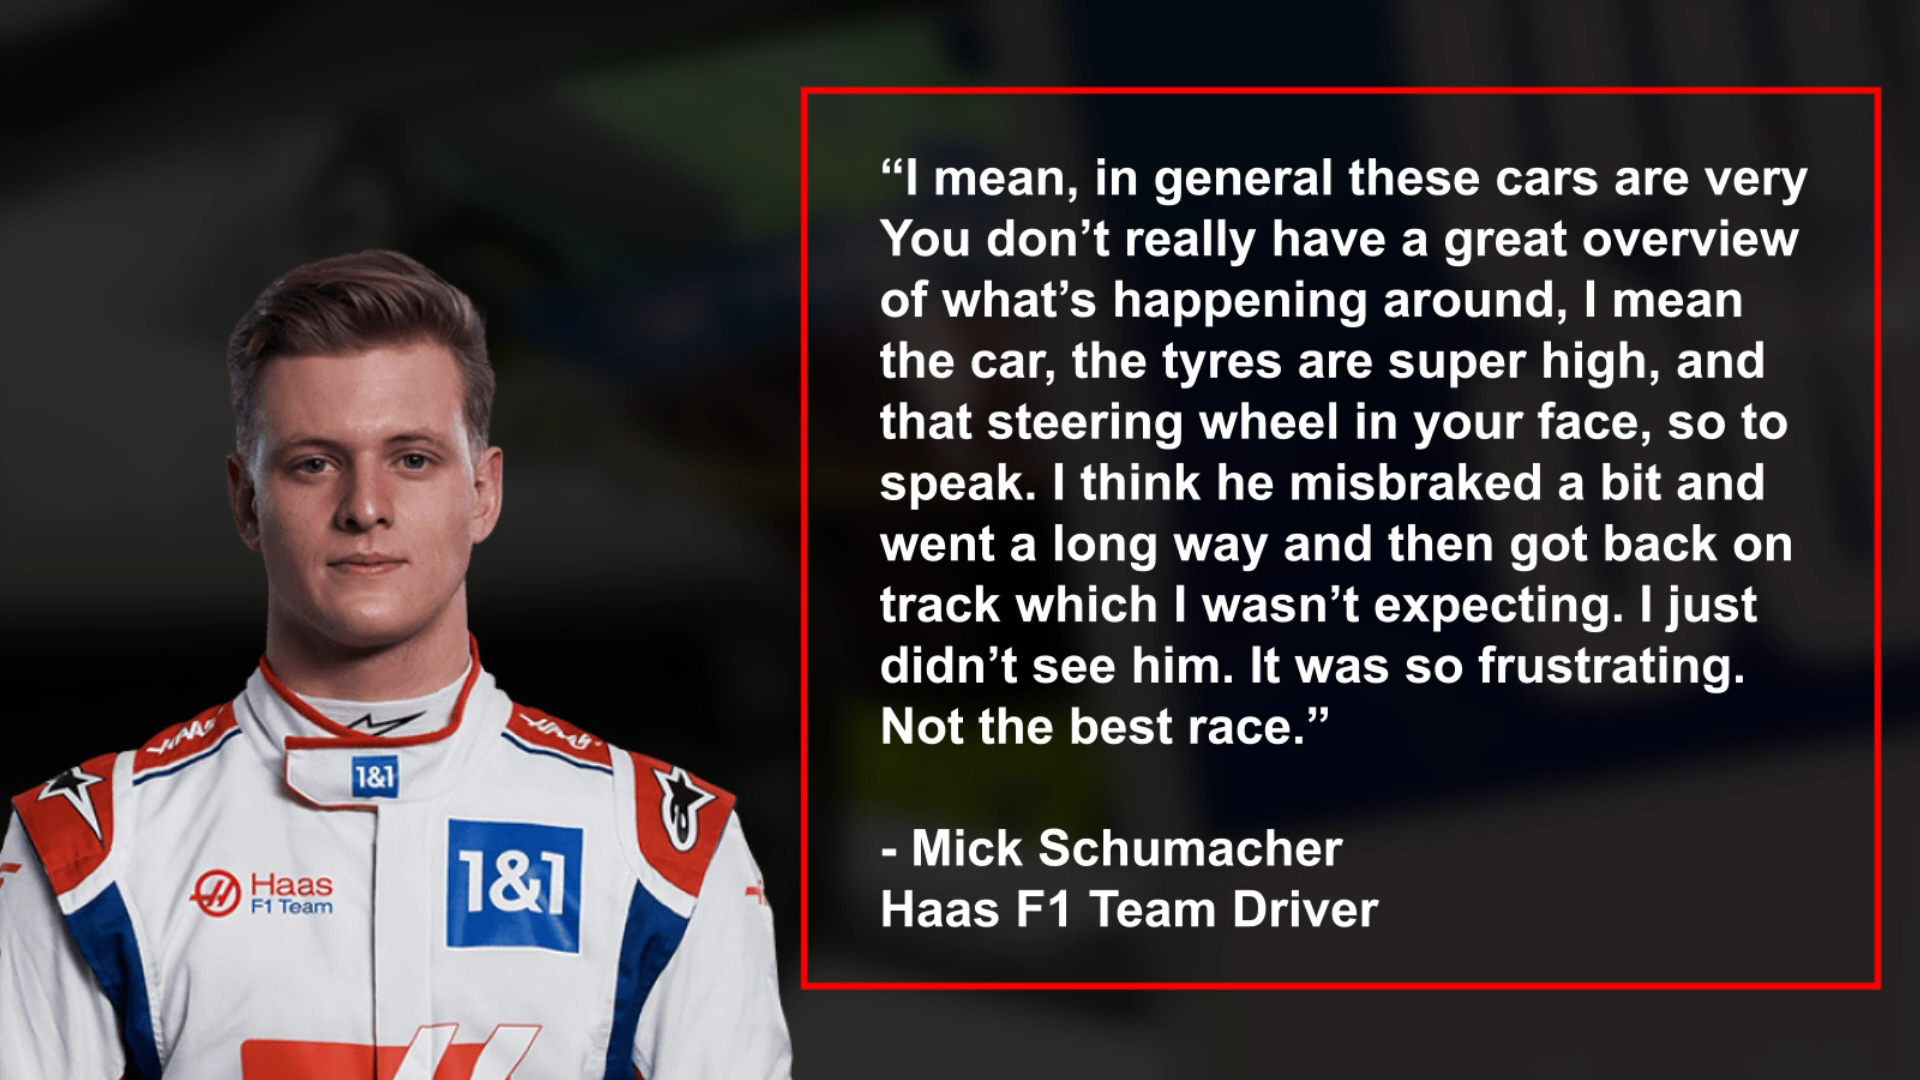 “I mean, in general these cars are very
You don’t really have a great overview
of what’s happening around, I mean
the car, the tyres are super high, and
that steering wheel in your face, so to
speak. I think he misbraked a bit and
went a long way and then got back on
track which I wasn’t expecting. I just
didn’t see him. It was so frustrating.
Not the best race.”
- Mick Schumacher
Haas F1 Team Driver
Haas
Haas
1&1
1&1
Haas
F1 Team